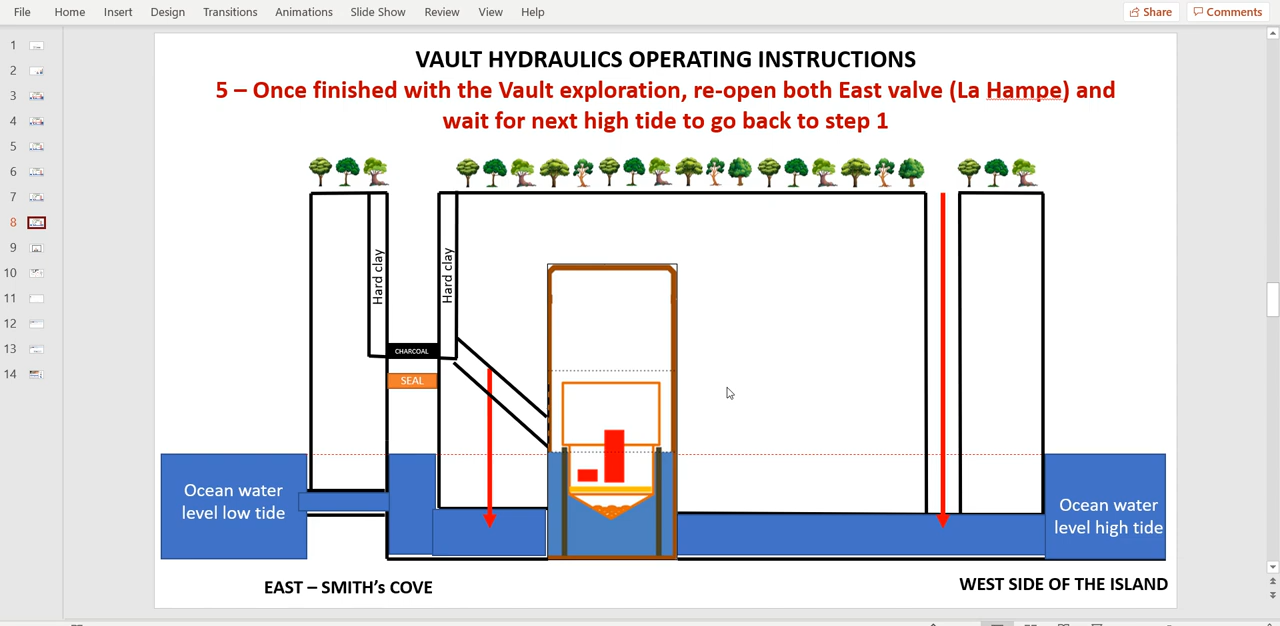 File Home Insert Design Transitions Animations Slide Show Review View Help Share Comments
1
2
3
4
5
6
7
8
9
10
11
12
13
14
VAULT HYDRAULICS OPERATING INSTRUCTIONS
5 – Once finished with the Vault exploration, re-open both East valve (La Hampe) and
wait for next high tide to go back to step 1
Hard clay
Hard clay
CHARCOAL
SEAL
Ocean water
level low tide
Ocean water
level high tide
EAST – SMITH's COVE
WEST SIDE OF THE ISLAND